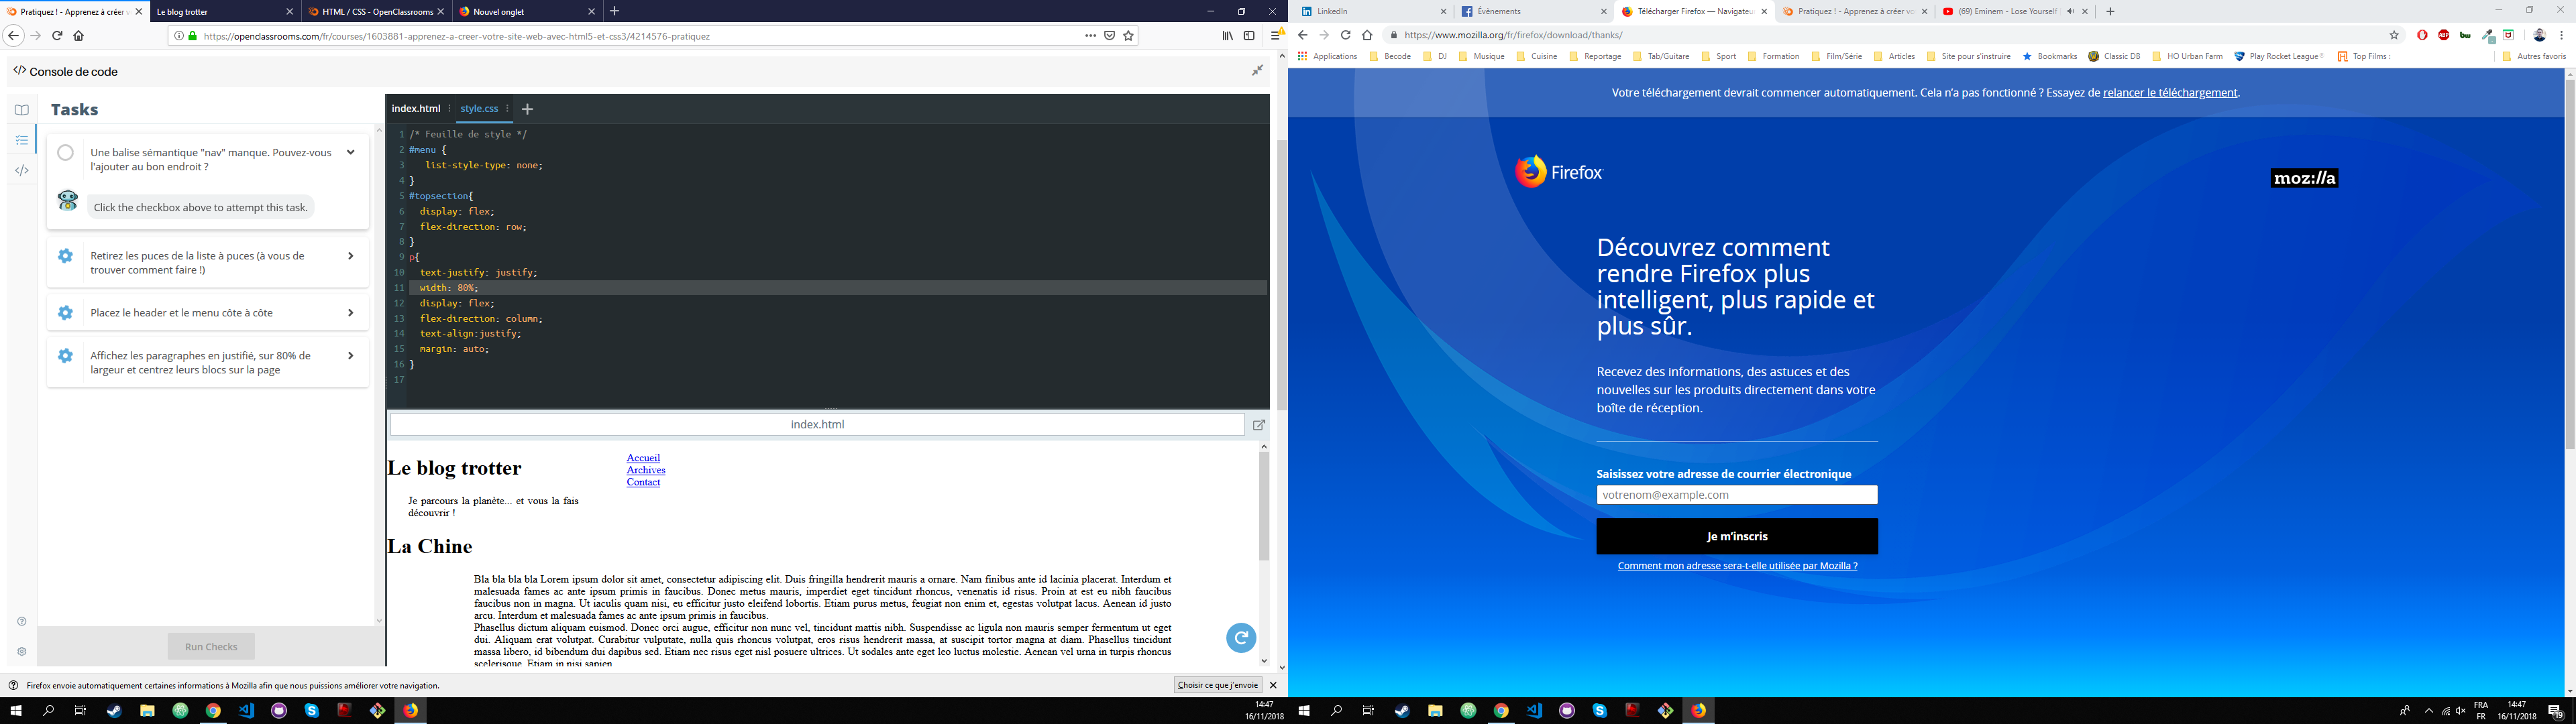 Pratiquez ! - Apprenez à créer v
Le blog trotter
HTML / CSS - OpenClassrooms
Nouvel onglet
https://openclassrooms.com/fr/courses/1603881-apprenez-a-creer-votre-site-web-avec-html5-et-css3/4214576-pratiquez
</> Console de code
Tasks
Une balise sémantique "nav" manque. Pouvez-vous
l'ajouter au bon endroit ?
Click the checkbox above to attempt this task.
Retirez les puces de la liste à puces (à vous de
trouver comment faire !)
Placez le header et le menu côte à côte
Affichez les paragraphes en justifié, sur 80% de
largeur et centrez leurs blocs sur la page
Run Checks
index.html
style.css
1 /* Feuille de style */
2 #menu {
3 list-style-type: none;
4 }
5 #topsection{
6 display: flex;
7 flex-direction: row;
8 }
9 p{
10 text-justify: justify;
11 width: 80%;
12 display: flex;
13 flex-direction: column;
14 text-align:justify;
15 margin: auto;
16 }
17
index.html
Le blog trotter
Accueil
Archives
Contact
Je parcours la planète... et vous la fais
découvrir !
La Chine
Bla bla bla bla Lorem ipsum dolor sit amet, consectetur adipiscing elit. Duis fringilla hendrerit mauris a ornare. Nam finibus ante id lacinia placerat. Interdum et
malesuada fames ac ante ipsum primis in faucibus. Donec metus mauris, imperdiet eget tincidunt rhoncus, venenatis id risus. Proin at est eu nibh faucibus
faucibus non in magna. Ut iaculis quam nisi, eu efficitur justo eleifend lobortis. Etiam purus metus, feugiat non enim et, egestas volutpat lacus. Aenean id justo
arcu. Interdum et malesuada fames ac ante ipsum primis in faucibus.
Phasellus dictum aliquam euismod. Donec orci augue, efficitur non nunc vel, tincidunt mattis nibh. Suspendisse ac ligula non mauris semper fermentum ut eget
dui. Aliquam erat volutpat. Curabitur vulputate, nulla quis rhoncus volutpat, eros risus hendrerit massa, at suscipit tortor magna at diam. Phasellus tincidunt
massa libero, id bibendum dui dapibus sed. Etiam nec risus eget nisl posuere ultrices. Ut sodales ante eget leo luctus molestie. Aenean vel urna in turpis rhoncus
scelerisque. Etiam in nisi sapien.
Firefox envoie automatiquement certaines informations à Mozilla afin que nous puissions améliorer votre navigation.
Choisir ce que j'envoie
14:47
16/11/2018
LinkedIn
Évènements
Télécharger Firefox — Navigateu
Pratiquez ! - Apprenez à créer vo
(69) Eminem - Lose Yourself
https://www.mozilla.org/fr/firefox/download/thanks/
Applications
Becode
DJ
Musique
Cuisine
Reportage
Tab/Guitare
Sport
Formation
Film/Série
Articles
Site pour s'instruire
Bookmarks
Classic DB
HO Urban Farm
Play Rocket League®
Top Films :
Autres favoris
Votre téléchargement devrait commencer automatiquement. Cela n'a pas fonctionné ? Essayez de relancer le téléchargement.
Firefox
moz://a
Découvrez comment
rendre Firefox plus
intelligent, plus rapide et
plus sûr.
Recevez des informations, des astuces et des
nouvelles sur les produits directement dans votre
boîte de réception.
Saisissez votre adresse de courrier électronique
votrenom@example.com
Je m'inscris
Comment mon adresse sera-t-elle utilisée par Mozilla ?
FRA
FR
14:47
16/11/2018